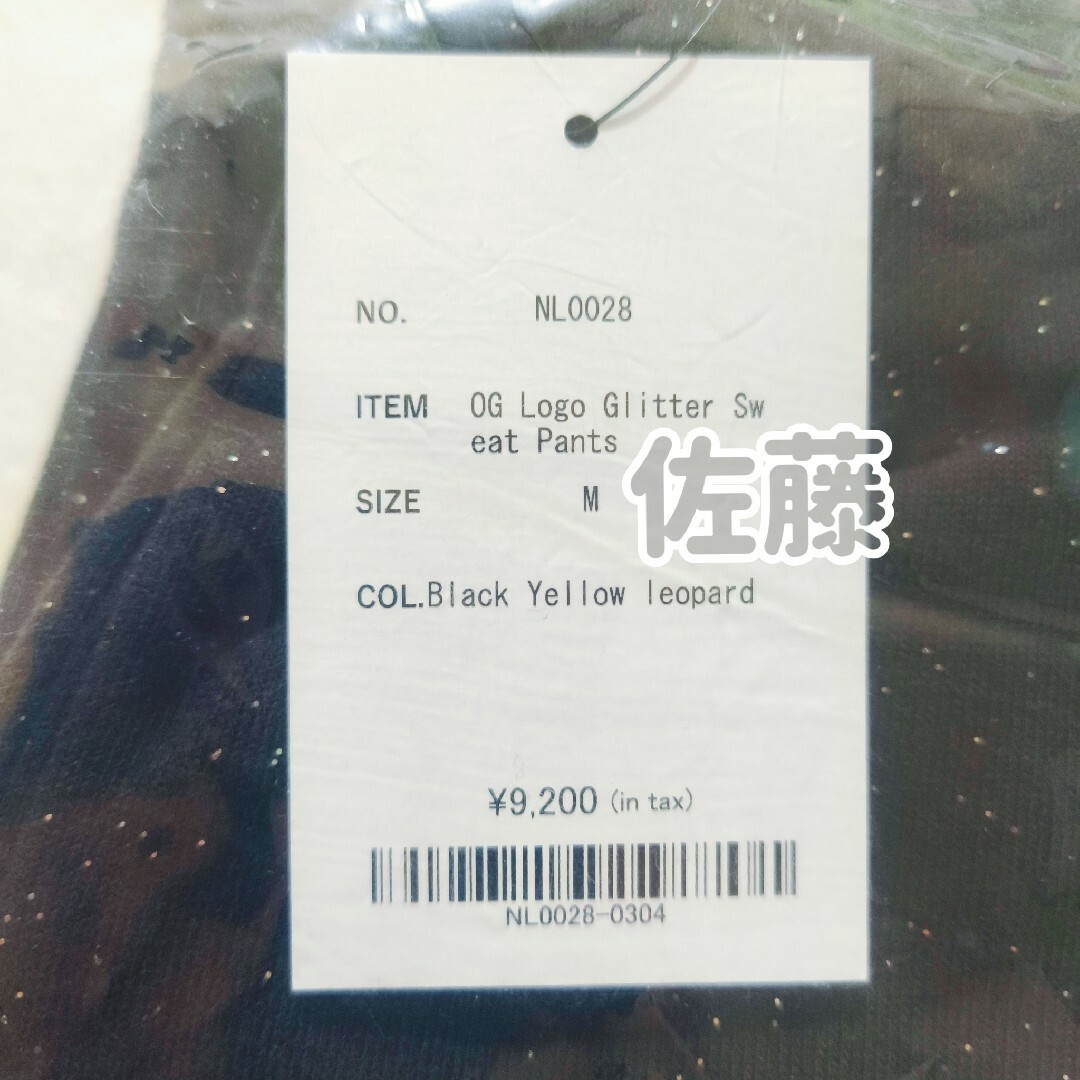 NO. NL0028
ITEM OG Logo Glitter Sw
eat Pants
佐藤
SIZE M
COL.Black Yellow leopard
¥9,200 (in tax)
NL0028-0304